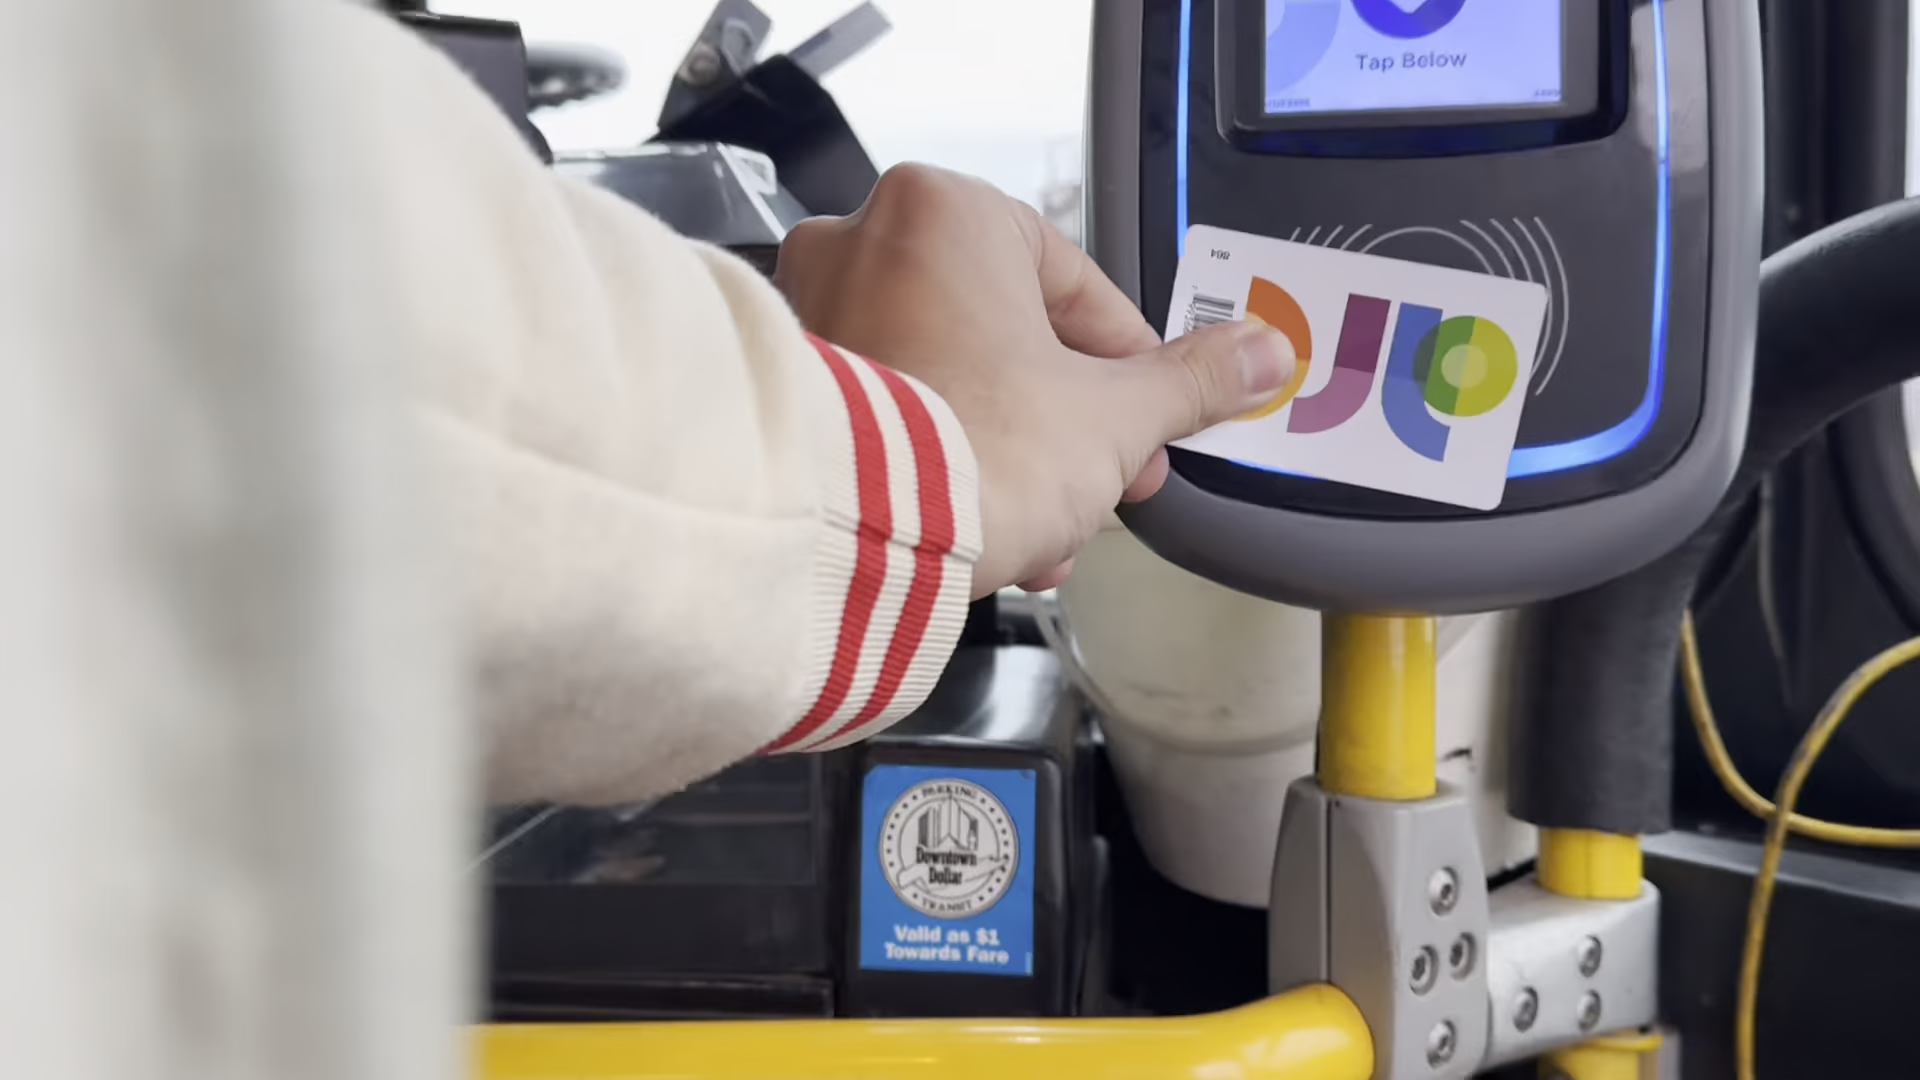 Tap Below
PARKING
Downtown
Dollar
TRANSIT
Valid as $1
Towards Fare